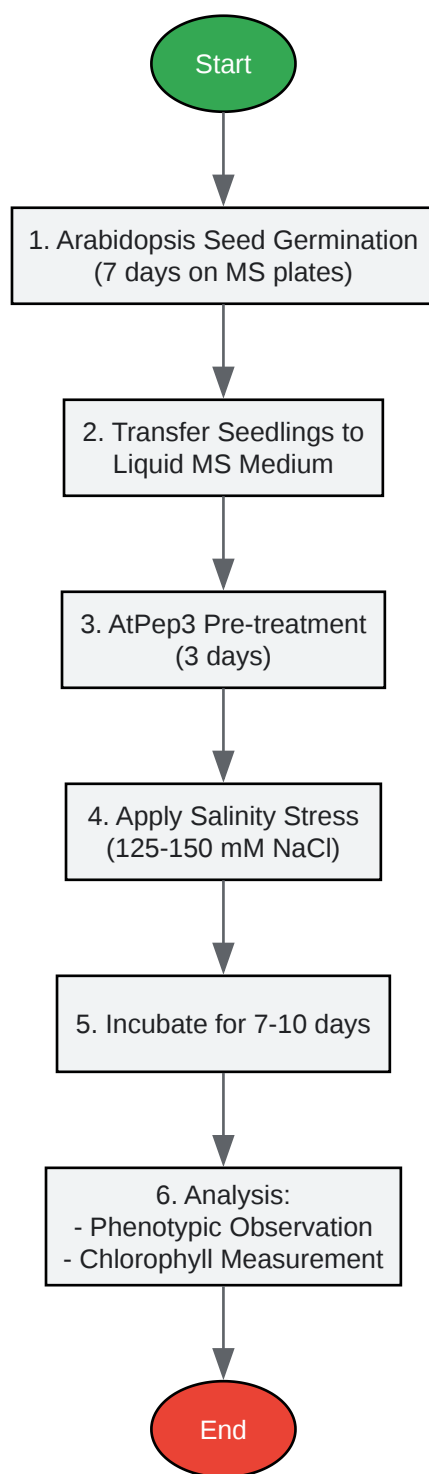 Start
1. Arabidopsis Seed Germination
(7 days on MS plates)
2. Transfer Seedlings to
Liquid MS Medium
3. AtPep3 Pre-treatment
(3 days)
4. Apply Salinity Stress
(125-150 mM NaCl)
5. Incubate for 7-10 days
6. Analysis:
- Phenotypic Observation
- Chlorophyll Measurement
End